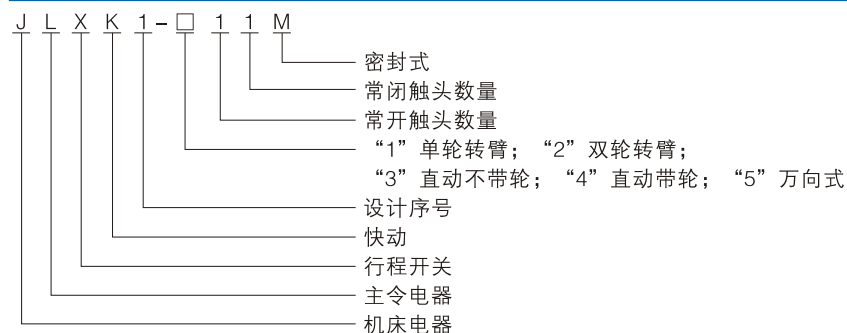 JLXK1-□11M
密封式
常闭触头数量
常开触头数量
“1”单轮转臂；“2”双轮转臂；
“3”直动不带轮；“4”直动带轮；“5”万向式
设计序号
快动
行程开关
主令电器
机床电器